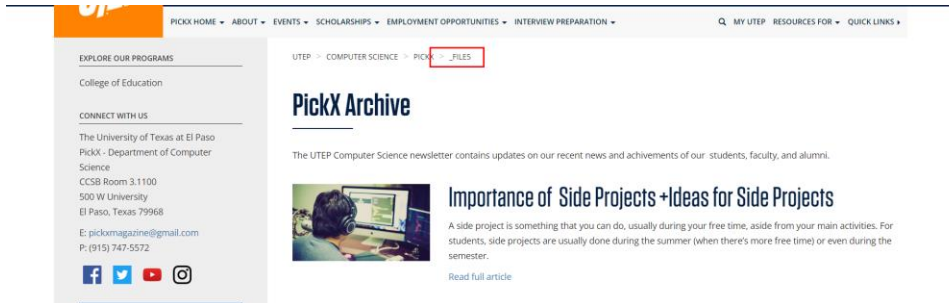 PICKX HOME ABOUT EVENTS SCHOLARSHIPS EMPLOYMENT OPPORTUNITIES INTERVIEW PREPARATION MY UTEP RESOURCES FOR QUICK LINKS
EXPLORE OUR PROGRAMS
College of Education
CONNECT WITH US
The University of Texas at El Paso
PickX - Department of Computer
Science
CCSB Room 3.1100
500 W University
El Paso, Texas 79968
E: pickxmagazine@gmail.com
P: (915) 747-5572
UTEP > COMPUTER SCIENCE > PICKX > _FILES
PickX Archive
The UTEP Computer Science newsletter contains updates on our recent news and achivements of our students, faculty, and alumni.
Importance of Side Projects +Ideas for Side Projects
A side project is something that you can do, usually during your free time, aside from your main activities. For
students, side projects are usually done during the summer (when there's more free time) or even during the
semester.
Read full article